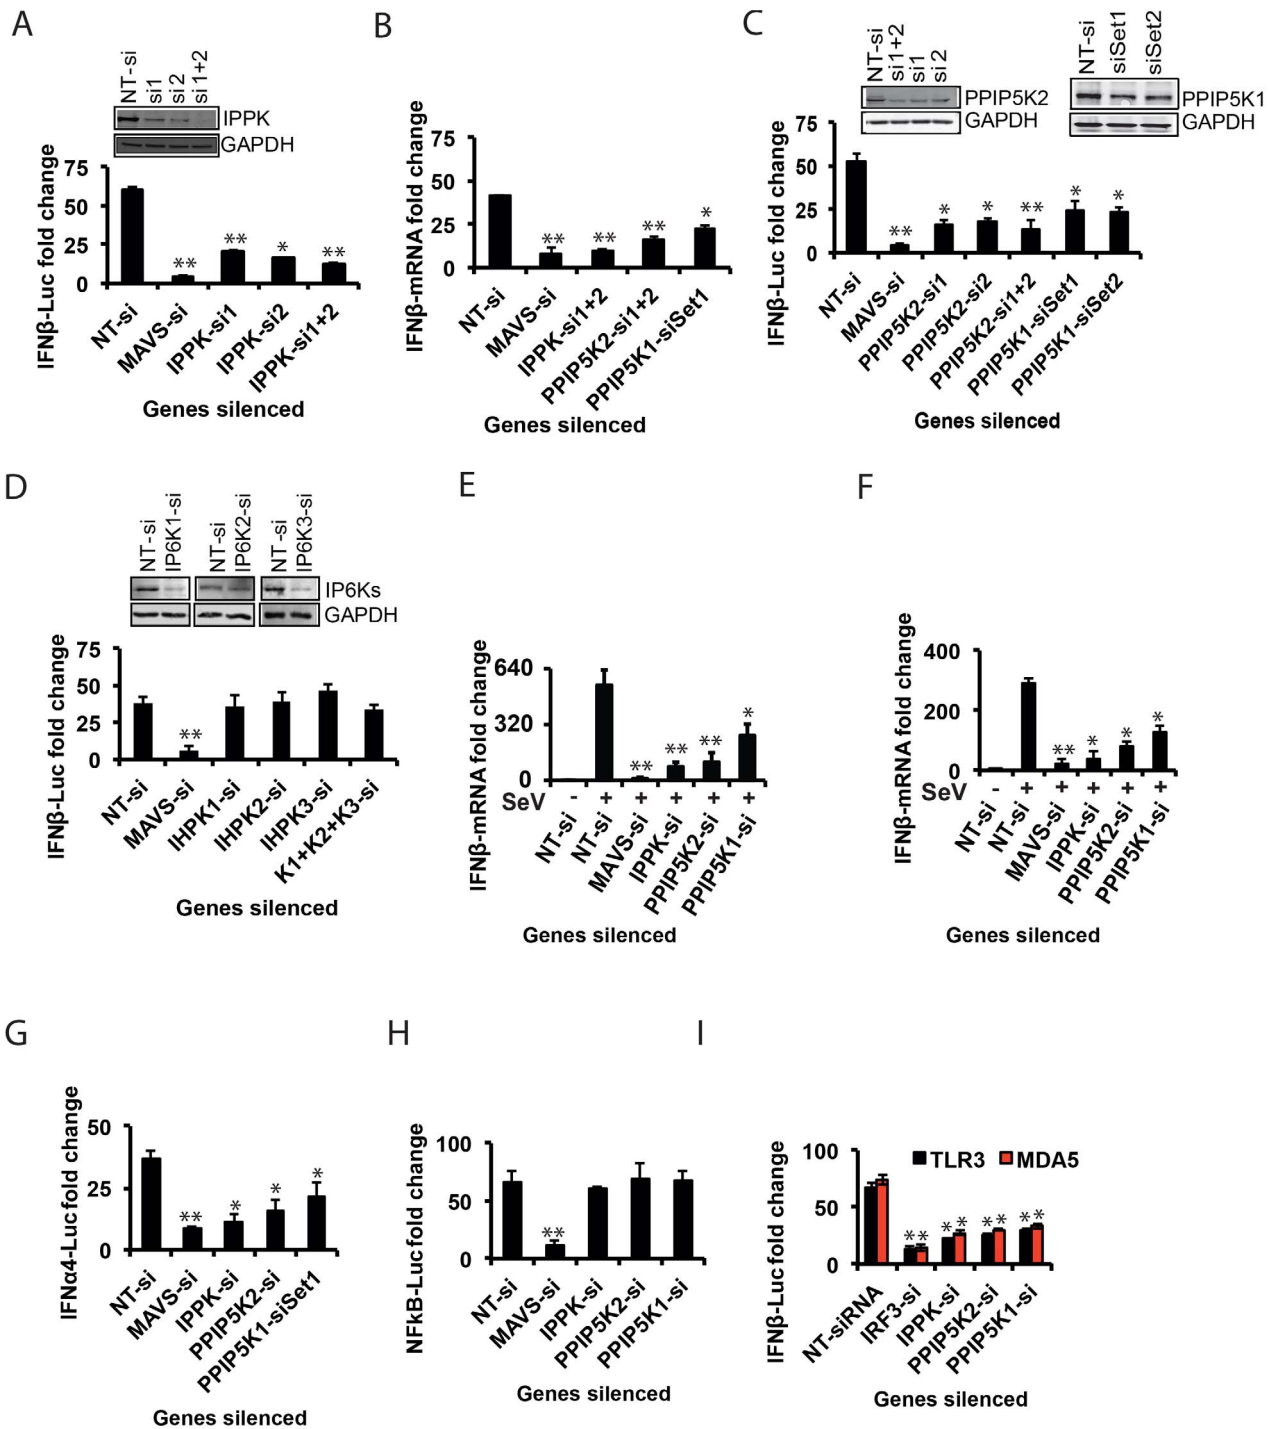 A
NT-si
si1
si 2
si 1+2
IPPK
GAPDH
IFNβ-Luc fold change
75
50
25
0
NT-si
MAVS-si
IPPK-si1
IPPK-si2
IPPK-si1+2
** ** * **
Genes silenced
B
IFNβ-mRNA fold change
75
50
25
0
** ** ** *
NT-si
MAVS-si
IPPK-si1+2
PPIP5K2-si1+2
PPIP5K1-siSet1
Genes silenced
C
NT-si
si1+2
si1
si 2
PPIP5K2
GAPDH
NT-si
siSet1
siSet2
PPIP5K1
GAPDH
IFNβ-Luc fold change
75
50
25
0
** * * ** * *
NT-si
MAVS-si
PPIP5K2-si1
PPIP5K2-si2
PPIP5K2-si1+2
PPIP5K1-siSet1
PPIP5K1-siSet2
Genes silenced
D
NT-si
IP6K1-si
NT-si
IP6K2-si
NT-si
IP6K3-si
IP6Ks
GAPDH
IFNβ-Luc fold change
75
50
25
0
**
NT-si
MAVS-si
IHPK1-si
IHPK2-si
IHPK3-si
K1+K2+K3-si
Genes silenced
E
IFNβ-mRNA fold change
640
320
0
** ** ** *
SeV - + + + + +
NT-si
NT-si
MAVS-si
IPPK-si
PPIP5K2-si
PPIP5K1-si
Genes silenced
F
IFNβ-mRNA fold change
400
200
0
** * * *
SeV - + + + + +
NT-si
NT-si
MAVS-si
IPPK-si
PPIP5K2-si
PPIP5K1-si
Genes silenced
G
IFNα4-Luc fold change
50
25
0
** * * *
NT-si
MAVS-si
IPPK-si
PPIP5K2-si
PPIP5K1-siSet1
Genes silenced
H
NFkB-Luc fold change
100
50
0
**
NT-si
MAVS-si
IPPK-si
PPIP5K2-si
PPIP5K1-si
Genes silenced
I
IFNβ-Luc fold change
100
50
0
TLR3 MDA5
* * * * * * * *
NT-siRNA
IRF3-si
IPPK-si
PPIP5K2-si
PPIP5K1-si
Genes silenced